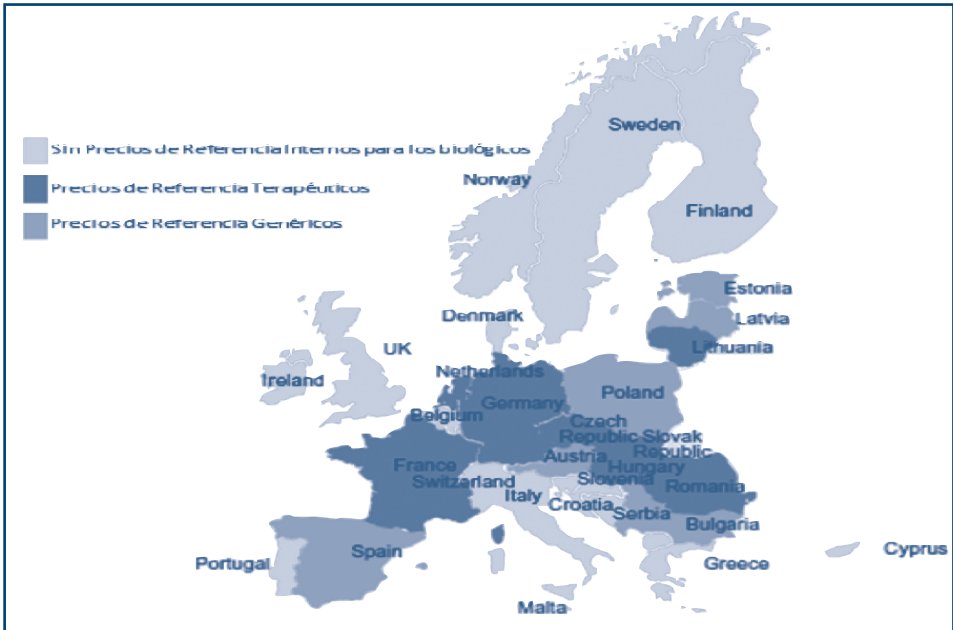 Sin Precios de Referencia Internos para los biológicos
Precios de Referencia Terapéuticos
Precios de Referencia Genéricos
Sweden
Norway
Finland
Estonia
Denmark
Latvia
UK
Lithuania
Netherlands
Ireland
Poland
Germany
Belgium
Czech
Republic Slovak
Republic
Austria
France
Hungary
Switzerland
Slovenia
Romania
Italy
Croatia
Serbia
Bulgaria
Spain
Cyprus
Portugal
Greece
Malta